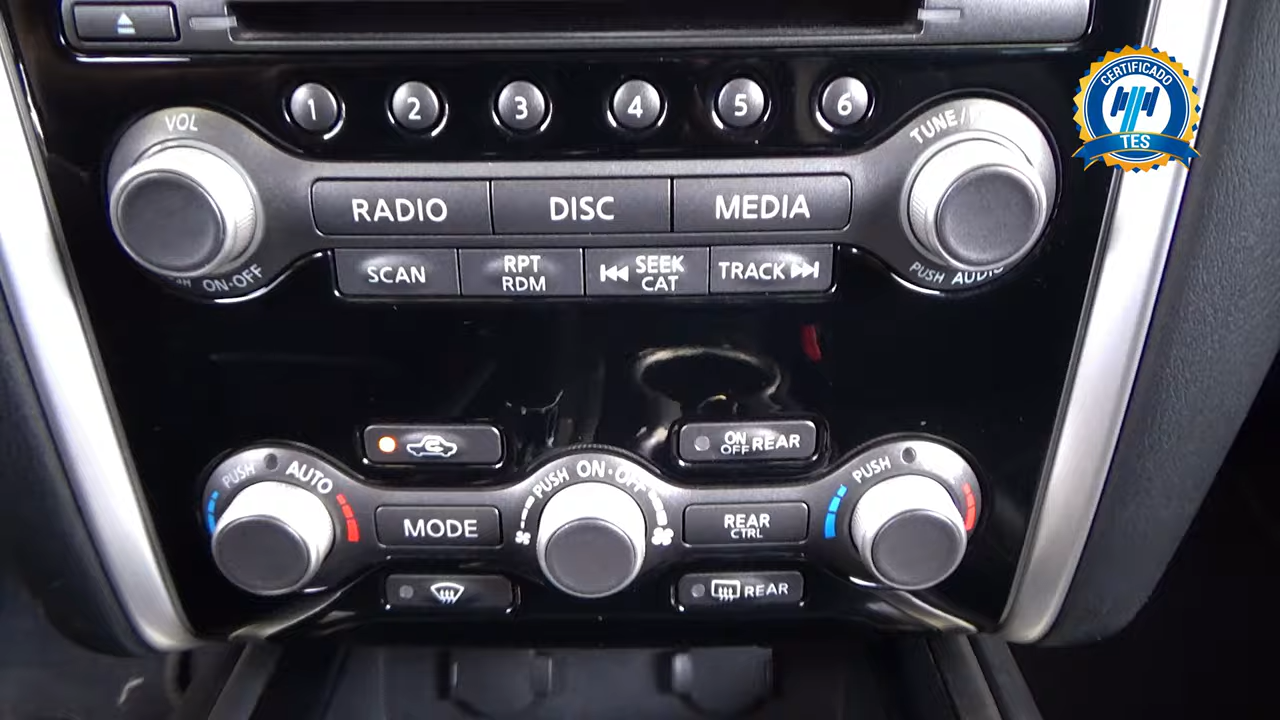 CERTIFICADO
TES
1 2 3 4 5 6
VOL
TUNE/
RADIO DISC MEDIA
ON·OFF
SCAN
RPT
RDM
SEEK
CAT
TRACK
PUSH AUDIO
ON
OFF REAR
PUSH AUTO
PUSH ON·OFF
PUSH
MODE
REAR
CTRL
REAR